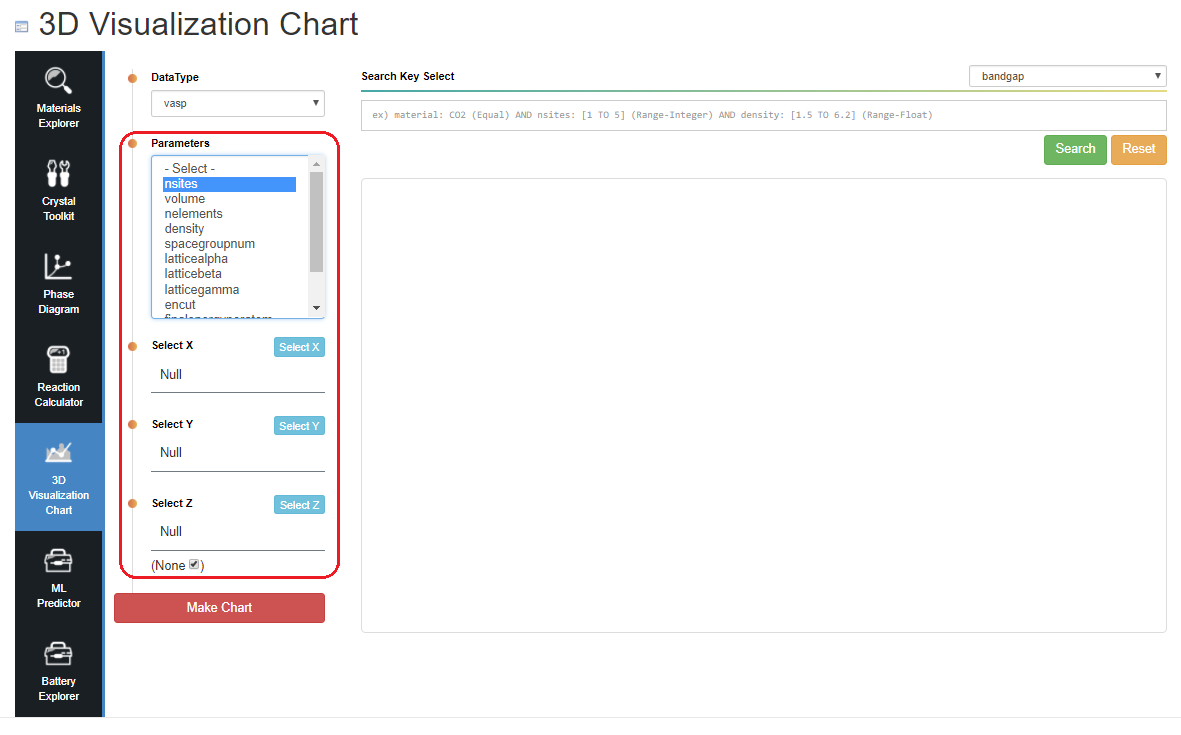 3D Visualization Chart
Materials
Explorer
Crystal
Toolkit
Phase
Diagram
Reaction
Calculator
3D
Visualization
Chart
ML
Predictor
Battery
Explorer
DataType
vasp
Parameters
- Select -
nsites
volume
nelements
density
spacegroupnum
latticealpha
latticebeta
latticegamma
encut
Select X
Select X
Null
Select Y
Select Y
Null
Select Z
Select Z
Null
(None )
Make Chart
Search Key Select
bandgap
ex) material: CO2 (Equal) AND nsites: [1 TO 5] (Range-Integer) AND density: [1.5 TO 6.2] (Range-Float)
Search
Reset